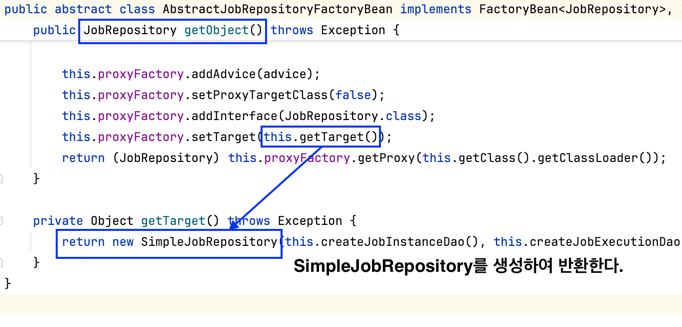 public abstract class AbstractJobRepositoryFactoryBean implements FactoryBean<JobRepository>,
public JobRepository getObject() throws Exception {
this.proxyFactory.addAdvice(advice);
this.proxyFactory.setProxyTargetClass(false);
this.proxyFactory.addInterface(JobRepository.class);
this.proxyFactory.setTarget(this.getTarget());
return (JobRepository) this.proxyFactory.getProxy(this.getClass().getClassLoader());
}
private Object getTarget() throws Exception {
return new SimpleJobRepository(this.createJobInstanceDao(), this.createJobExecutionDao
}
SimpleJobRepository를 생성하여 반환한다.
}